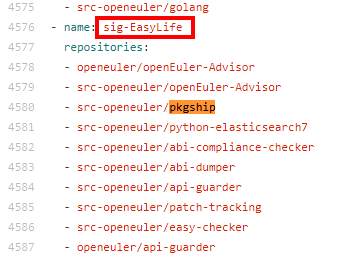 4575 - src-openeuler/golang
4576 - name: sig-EasyLife
4577 repositories:
4578 - openeuler/openEuler-Advisor
4579 - src-openeuler/openEuler-Advisor
4580 - src-openeuler/pkgship
4581 - src-openeuler/python-elasticsearch7
4582 - src-openeuler/abi-compliance-checker
4583 - src-openeuler/abi-dumper
4584 - src-openeuler/api-guarder
4585 - src-openeuler/patch-tracking
4586 - src-openeuler/easy-checker
4587 - openeuler/api-guarder